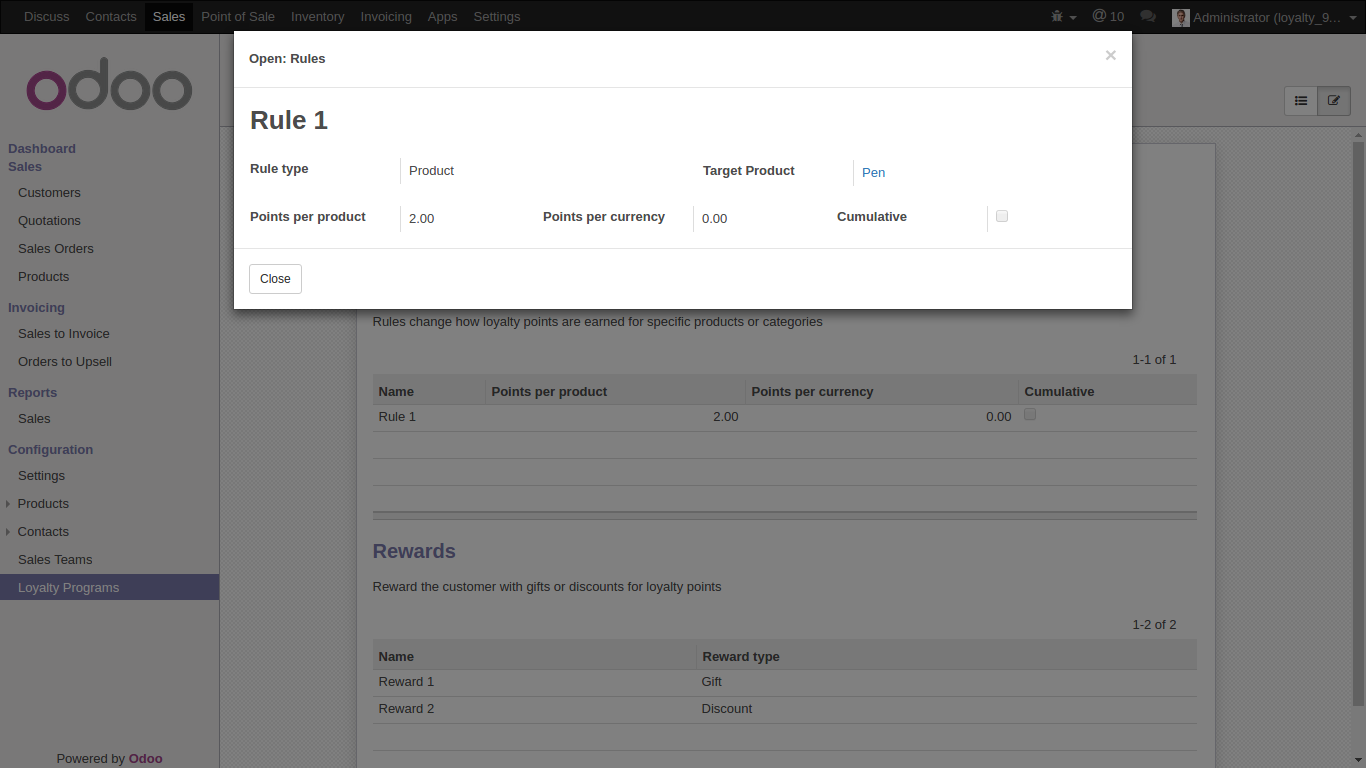 Discuss Contacts Sales Point of Sale Inventory Invoicing Apps Settings @ 10 Administrator (loyalty_9...
odoo
Dashboard
Sales
Customers
Quotations
Sales Orders
Products
Invoicing
Sales to Invoice
Orders to Upsell
Reports
Sales
Configuration
Settings
Products
Contacts
Sales Teams
Loyalty Programs
Powered by Odoo
Open: Rules ×
Rule 1
Rule type Product Target Product Pen
Points per product 2.00 Points per currency 0.00 Cumulative
Close
Rules change how loyalty points are earned for specific products or categories
1-1 of 1
Name Points per product Points per currency Cumulative
Rule 1 2.00 0.00
Rewards
Reward the customer with gifts or discounts for loyalty points
1-2 of 2
Name Reward type
Reward 1 Gift
Reward 2 Discount